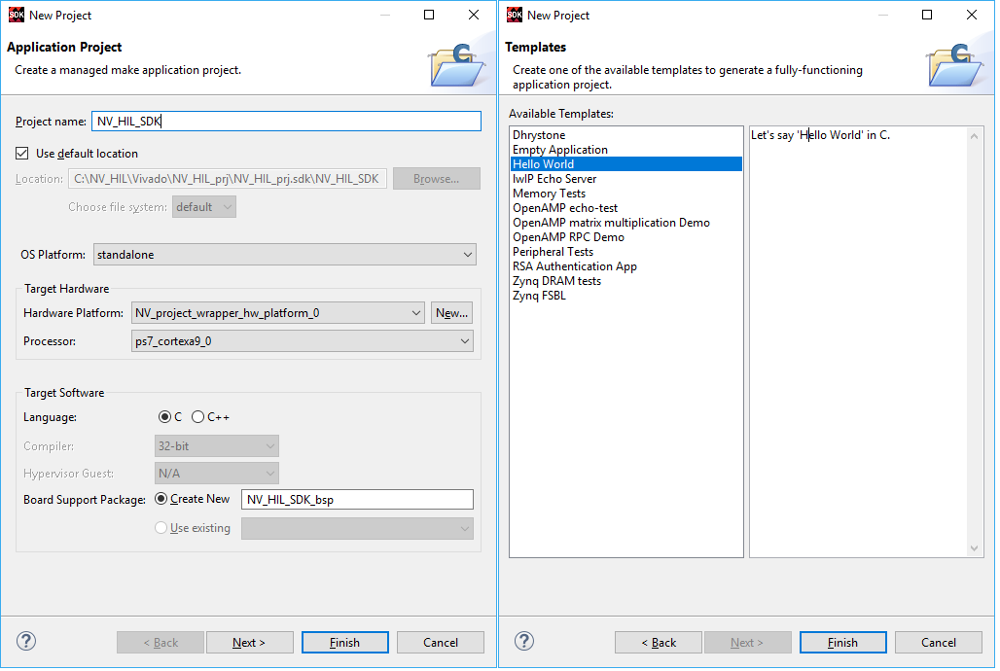 SDK New Project
Application Project
Create a managed make application project.
Project name: NV_HIL_SDK
Use default location
Location: C:\NV_HIL\Vivado\NV_HIL_prj\NV_HIL_prj.sdk\NV_HIL_SDK Browse...
Choose file system: default
OS Platform: standalone
Target Hardware
Hardware Platform: NV_project_wrapper_hw_platform_0 New...
Processor: ps7_cortexa9_0
Target Software
Language: C C++
Compiler: 32-bit
Hypervisor Guest: N/A
Board Support Package: Create New NV_HIL_SDK_bsp
Use existing
? < Back Next > Finish Cancel
SDK New Project
Templates
Create one of the available templates to generate a fully-functioning
application project.
Available Templates:
Dhrystone
Empty Application
Hello World
lwIP Echo Server
Memory Tests
OpenAMP echo-test
OpenAMP matrix multiplication Demo
OpenAMP RPC Demo
Peripheral Tests
RSA Authentication App
Zynq DRAM tests
Zynq FSBL
Let's say 'Hello World' in C.
? < Back Next > Finish Cancel